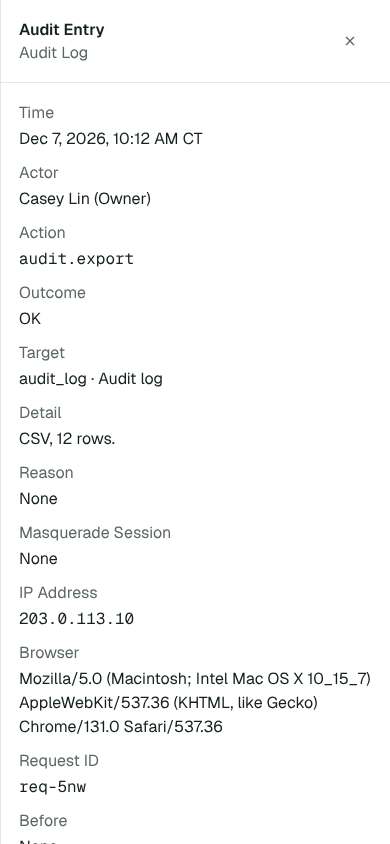 Audit Entry
Audit Log
×
Time
Dec 7, 2026, 10:12 AM CT
Actor
Casey Lin (Owner)
Action
audit.export
Outcome
OK
Target
audit_log · Audit log
Detail
CSV, 12 rows.
Reason
None
Masquerade Session
None
IP Address
203.0.113.10
Browser
Mozilla/5.0 (Macintosh; Intel Mac OS X 10_15_7)
AppleWebKit/537.36 (KHTML, like Gecko)
Chrome/131.0 Safari/537.36
Request ID
req-5nw
Before